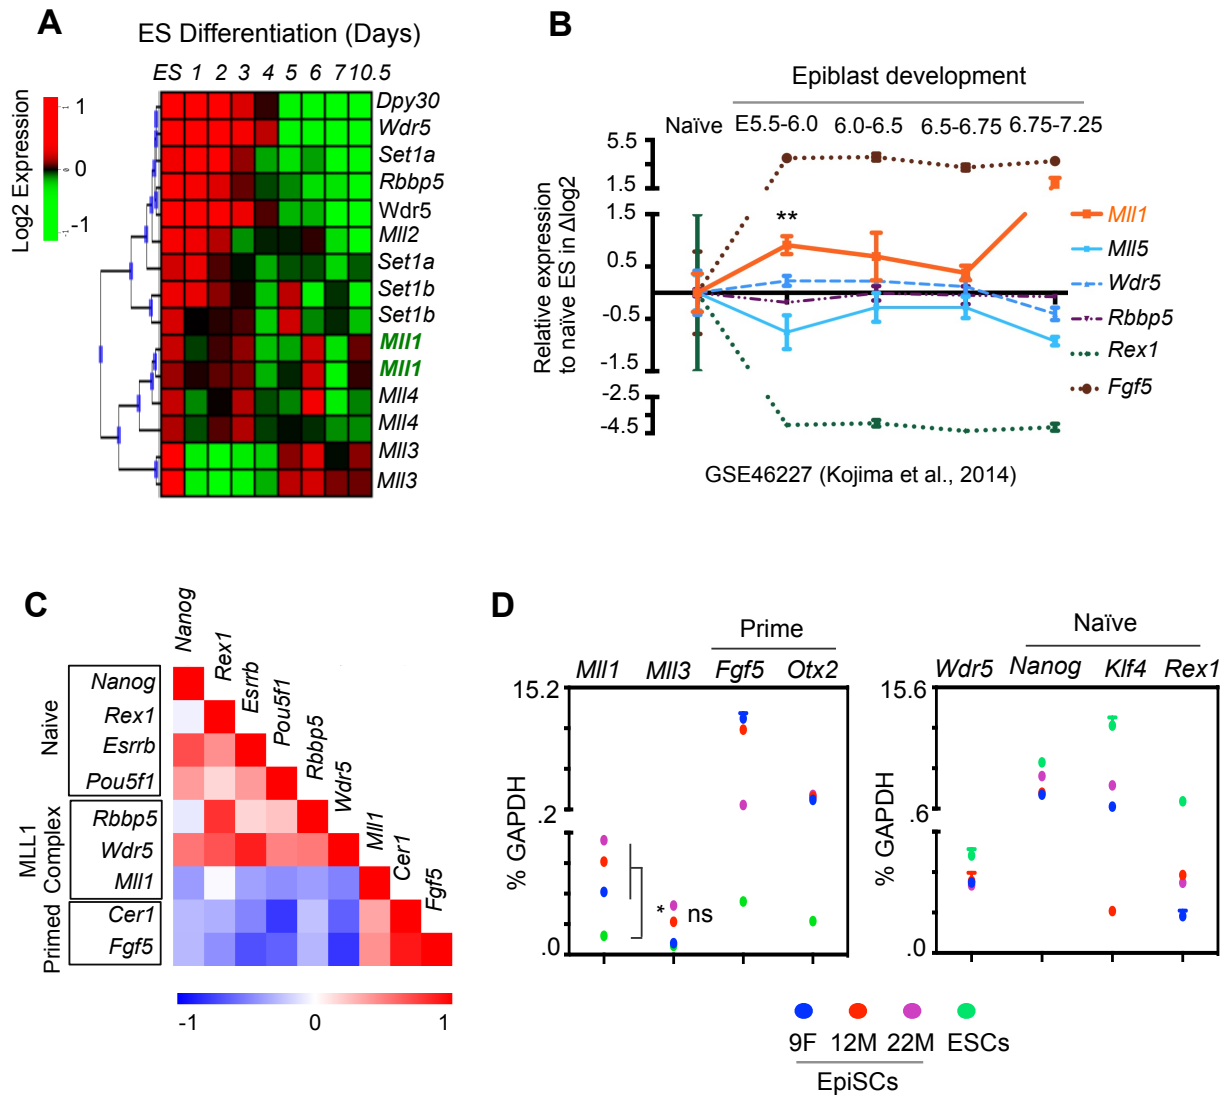 A
ES Differentiation (Days)
ES 1 2 3 4 5 6 7 10.5
Log2 Expression
1
0
-1
Dpy30
Wdr5
Set1a
Rbbp5
Wdr5
Mll2
Set1a
Set1b
Set1b
Mll1
Mll1
Mll4
Mll4
Mll3
Mll3
B
Epiblast development
Naïve E5.5-6.0 6.0-6.5 6.5-6.75 6.75-7.25
Relative expression
to naïve ES in Δlog2
5.5
1.5
1.5
0.5
-0.5
-1.5
-2.5
-4.5
**
Mll1
Mll5
Wdr5
Rbbp5
Rex1
Fgf5
GSE46227 (Kojima et al., 2014)
C
Nanog
Rex1
Esrrb
Pou5f1
Rbbp5
Wdr5
Mll1
Cer1
Fgf5
Naive
MLL1
Complex
Primed
Nanog
Rex1
Esrrb
Pou5f1
Rbbp5
Wdr5
Mll1
Cer1
Fgf5
-1 0 1
D
Prime
Mll1 Mll3 Fgf5 Otx2
% GAPDH
15.2
.2
.0
* ns
Naïve
Wdr5 Nanog Klf4 Rex1
% GAPDH
15.6
.6
.0
9F 12M 22M ESCs
EpiSCs